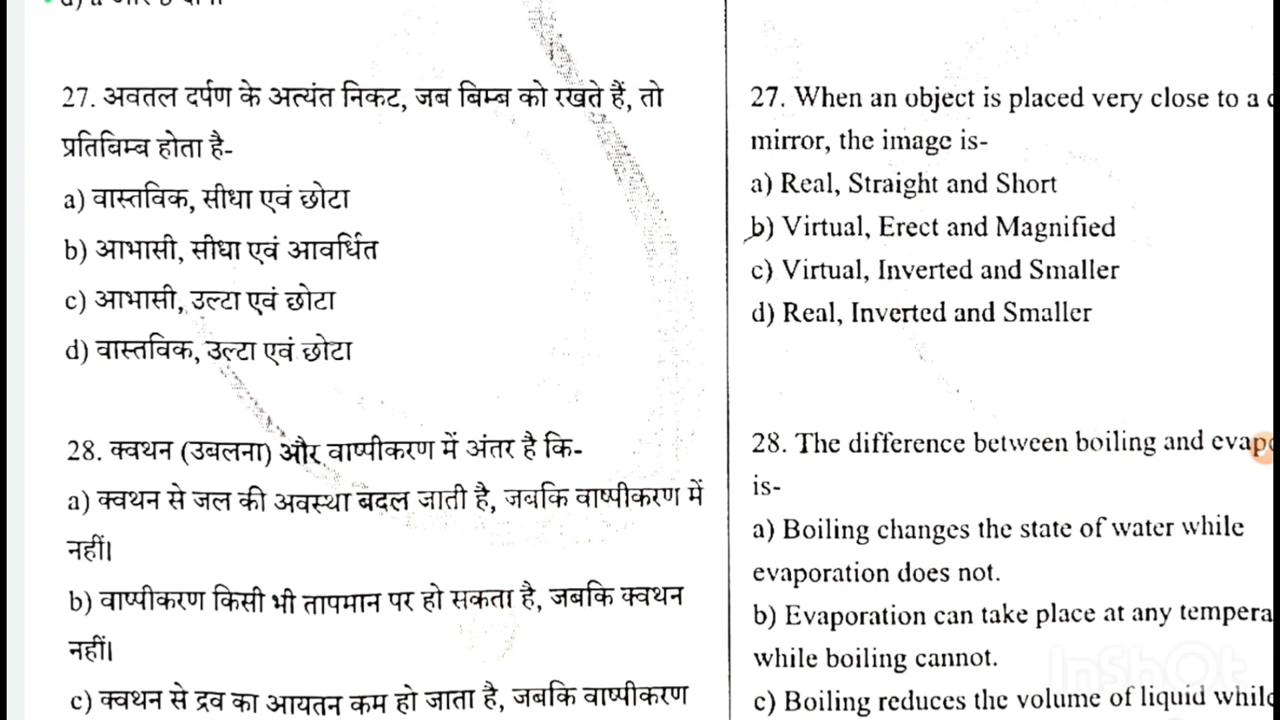 27. अवतल दर्पण के अत्यंत निकट, जब बिम्ब को रखते हैं, तो
प्रतिबिम्ब होता है-
a) वास्तविक, सीधा एवं छोटा
b) आभासी, सीधा एवं आवर्धित
c) आभासी, उल्टा एवं छोटा
d) वास्तविक, उल्टा एवं छोटा
28. क्वथन (उबलना) और वाष्पीकरण में अंतर है कि-
a) क्वथन से जल की अवस्था बदल जाती है, जबकि वाष्पीकरण में
नहीं।
b) वाष्पीकरण किसी भी तापमान पर हो सकता है, जबकि क्वथन
नहीं।
c) क्वथन से द्रव का आयतन कम हो जाता है, जबकि वाष्पीकरण
27. When an object is placed very close to a
mirror, the image is-
a) Real, Straight and Short
b) Virtual, Erect and Magnified
c) Virtual, Inverted and Smaller
d) Real, Inverted and Smaller
28. The difference between boiling and
is-
a) Boiling changes the state of water while
evaporation does not.
b) Evaporation can take place at any
while boiling cannot.
c) Boiling reduces the volume of liquid
InShOt